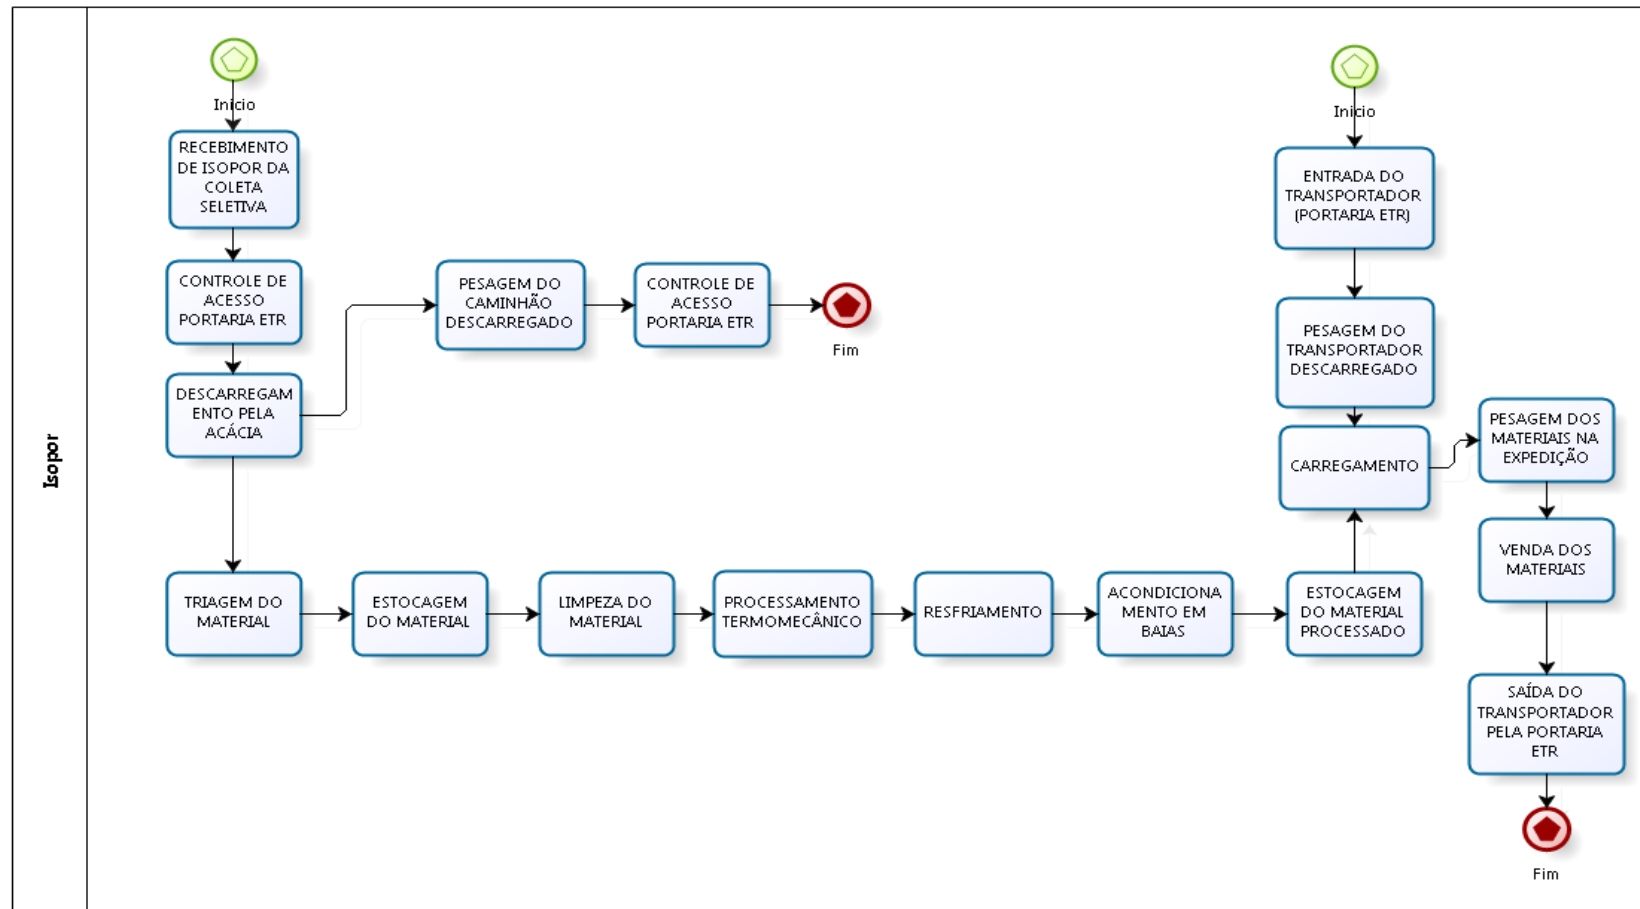 Isopor
Início
RECEBIMENTO
DE ISOPOR DA
COLETA
SELETIVA
CONTROLE DE
ACESSO
PORTARIA ETR
DESCARREGAM
ENTO PELA
ACÁCIA
PESAGEM DO
CAMINHÃO
DESCARREGADO
CONTROLE DE
ACESSO
PORTARIA ETR
Fim
TRIAGEM DO
MATERIAL
ESTOCAGEM
DO MATERIAL
LIMPEZA DO
MATERIAL
PROCESSAMENTO
TERMOMECÂNICO
RESFRIAMENTO
ACONDICIONA
MENTO EM
BAIAS
ESTOCAGEM
DO MATERIAL
PROCESSADO
Início
ENTRADA DO
TRANSPORTADOR
(PORTARIA ETR)
PESAGEM DO
TRANSPORTADOR
DESCARREGADO
CARREGAMENTO
PESAGEM DOS
MATERIAIS NA
EXPEDIÇÃO
VENDA DOS
MATERIAIS
SAÍDA DO
TRANSPORTADOR
PELA PORTARIA
ETR
Fim